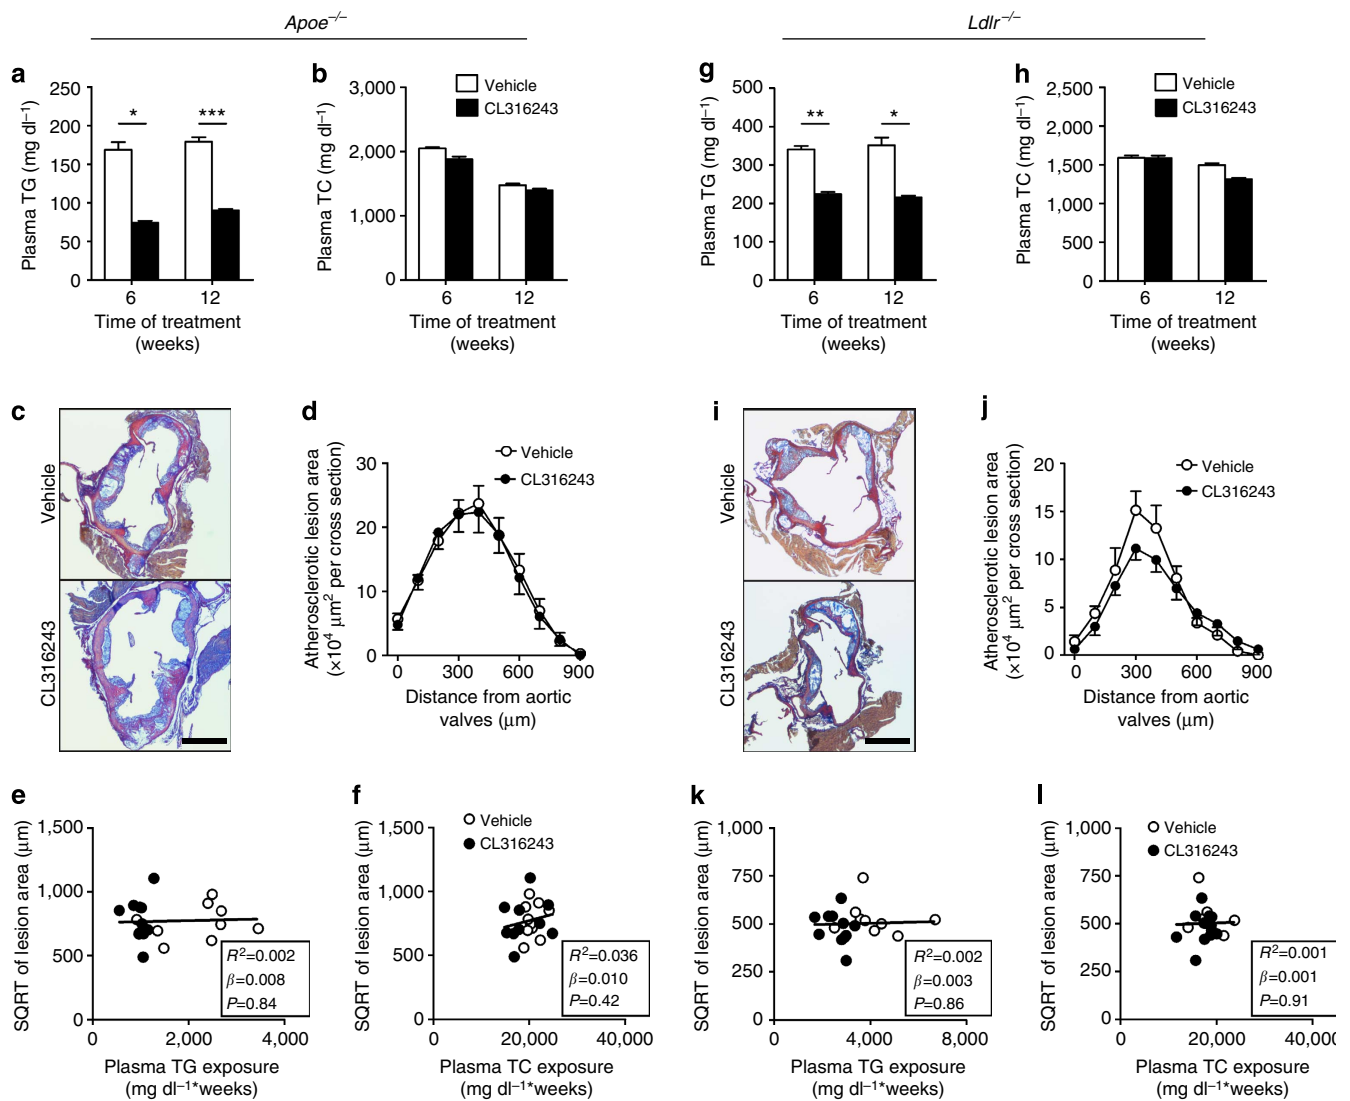 Apoe–/–
Ldlr–/–
a
Plasma TG (mg dl–1)
250
200
150
100
50
0
*
***
6
12
Time of treatment
(weeks)
b
Plasma TC (mg dl–1)
3,000
2,000
1,000
0
Vehicle
CL316243
6
12
Time of treatment
(weeks)
g
Plasma TG (mg dl–1)
500
400
300
200
100
0
**
*
6
12
Time of treatment
(weeks)
h
Plasma TC (mg dl–1)
2,500
2,000
1,500
1,000
500
0
Vehicle
CL316243
6
12
Time of treatment
(weeks)
c
Vehicle
CL316243
d
Atherosclerotic lesion area
(×10⁴ μm² per cross section)
30
20
10
0
Vehicle
CL316243
0
300
600
900
Distance from aortic
valves (μm)
i
Vehicle
CL316243
j
Atherosclerotic lesion area
(×10⁴ μm² per cross section)
20
15
10
5
0
Vehicle
CL316243
0
300
600
900
Distance from aortic
valves (μm)
e
SQRT of lesion area (μm)
1,500
1,000
500
0
R²=0.002
β=0.008
P=0.84
0
2,000
4,000
Plasma TG exposure
(mg dl–1*weeks)
f
SQRT of lesion area (μm)
1,500
1,000
500
0
Vehicle
CL316243
R²=0.036
β=0.010
P=0.42
0
20,000
40,000
Plasma TC exposure
(mg dl–1*weeks)
k
SQRT of lesion area (μm)
1,000
750
500
250
0
R²=0.002
β=0.003
P=0.86
0
4,000
8,000
Plasma TG exposure
(mg dl–1*weeks)
l
SQRT of lesion area (μm)
1,000
750
500
250
0
Vehicle
CL316243
R²=0.001
β=0.001
P=0.91
0
20,000
40,000
Plasma TC exposure
(mg dl–1*weeks)